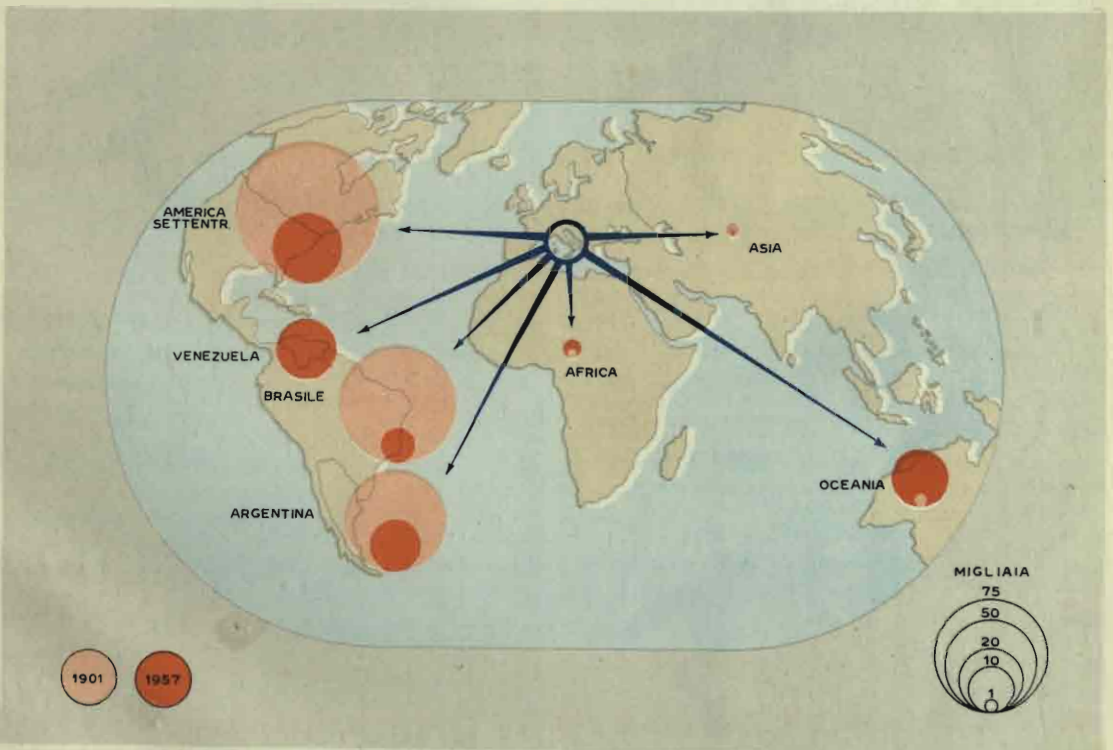 AMERICA
SETTENTR.
ASIA
VENEZUELA
AFRICA
BRASILE
OCEANIA
ARGENTINA
MIGLIAIA
75
50
20
10
1
1901
1957